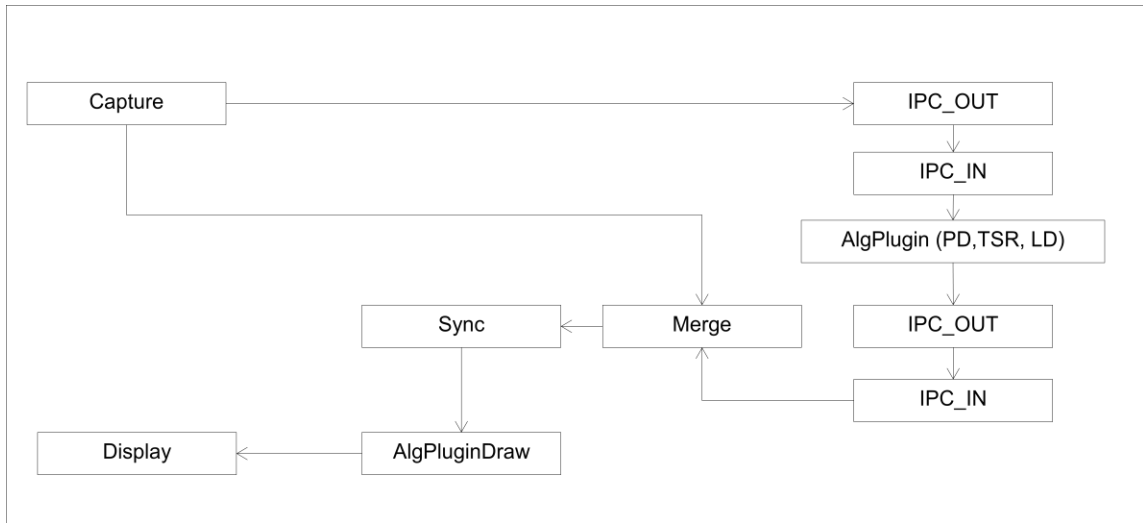 Capture
IPC_OUT
IPC_IN
AlgPlugin (PD,TSR, LD)
Sync
Merge
IPC_OUT
IPC_IN
Display
AlgPluginDraw